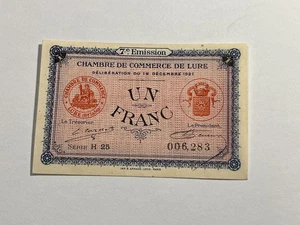 7e Emission
CHAMBRE DE COMMERCE DE LURE
DÉLIBÉRATION DU 19 DÉCEMBRE 1921
UN
FRANC
Le Trésorier
Le Président
SÉRIE H 25
006,283